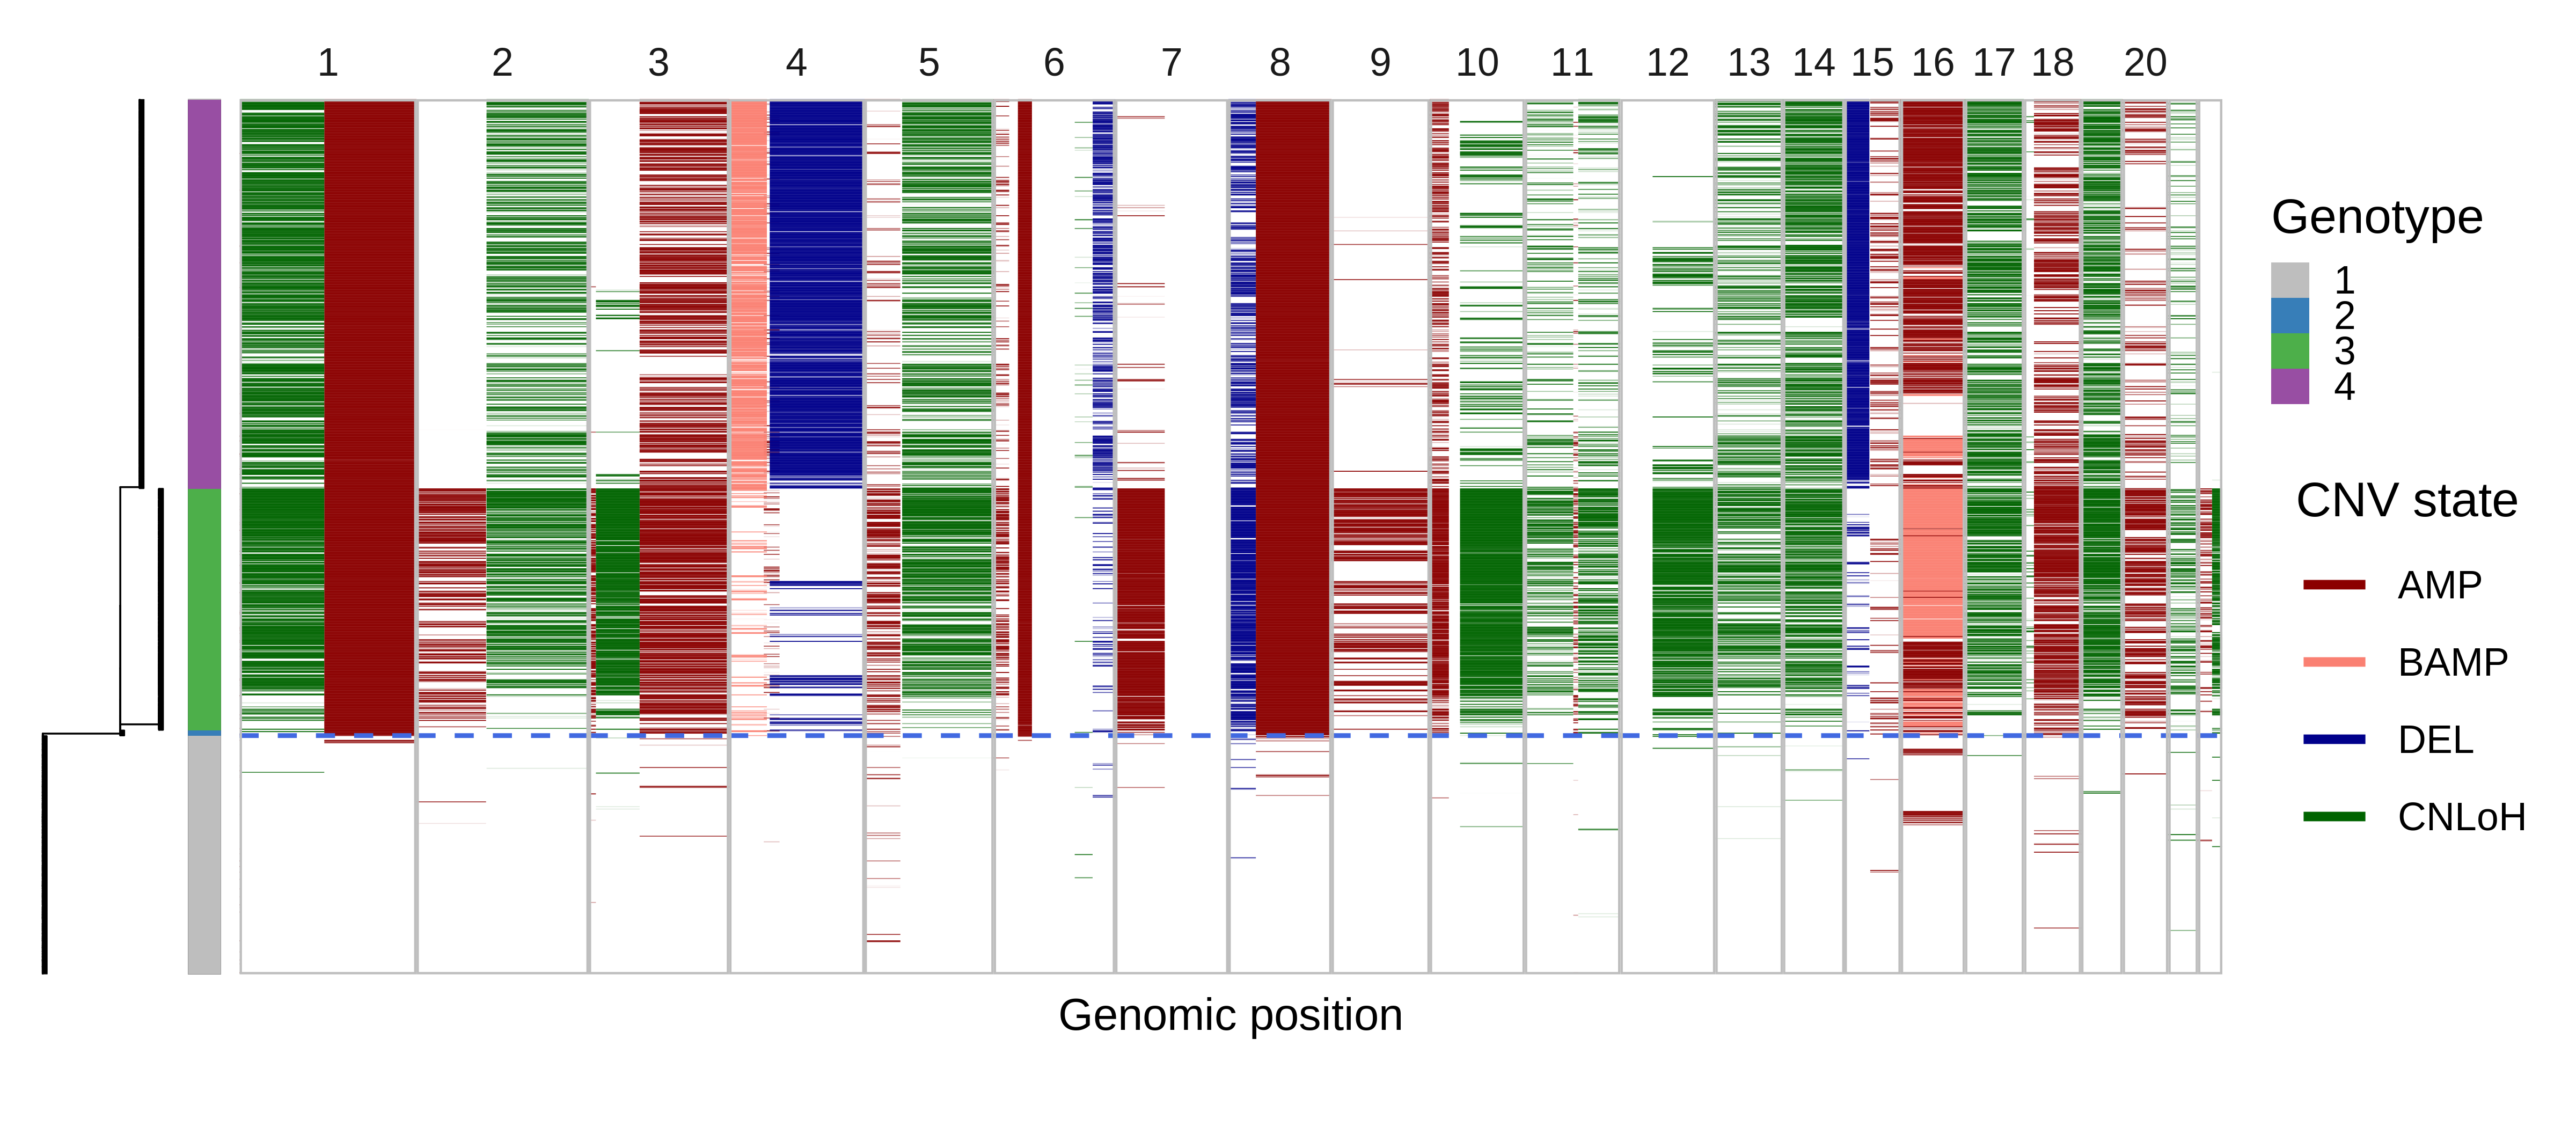 1 2 3 4 5 6 7 8 9 10 11 12 13 14 15 16 17 18 20
Genotype
1
2
3
4
CNV state
AMP
BAMP
DEL
CNLoH
Genomic position